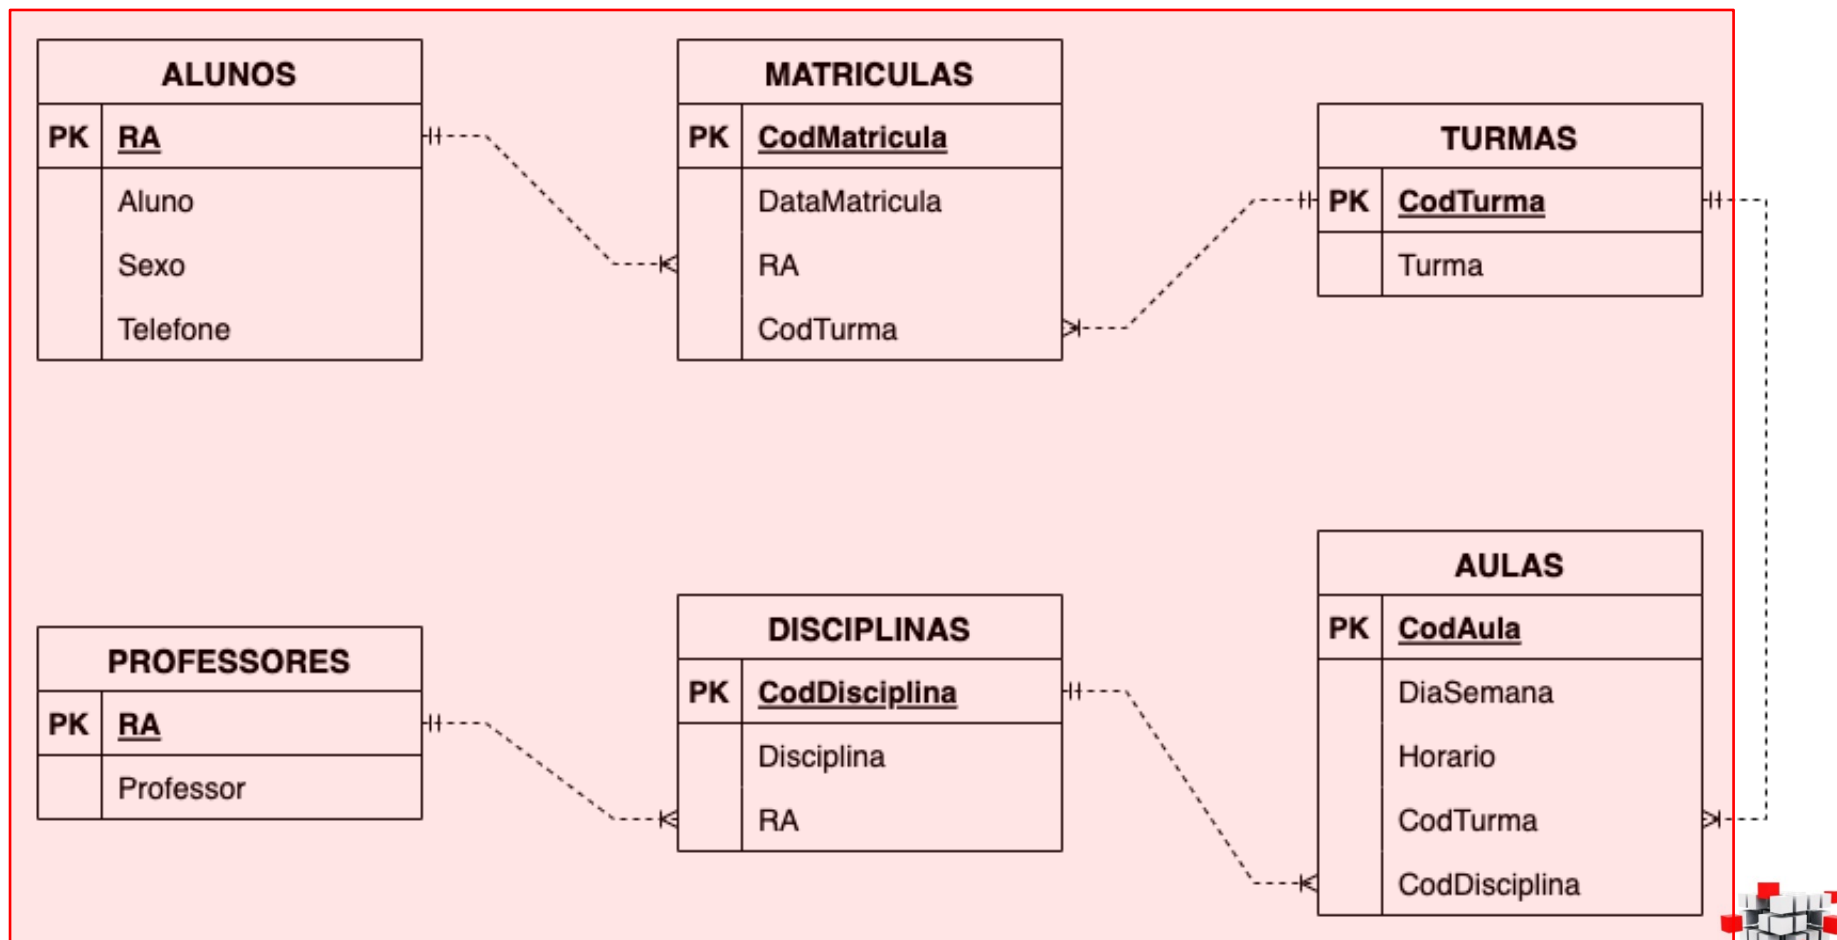 ALUNOS
PK RA
Aluno
Sexo
Telefone
MATRICULAS
PK CodMatricula
DataMatricula
RA
CodTurma
TURMAS
PK CodTurma
Turma
PROFESSORES
PK RA
Professor
DISCIPLINAS
PK CodDisciplina
Disciplina
RA
AULAS
PK CodAula
DiaSemana
Horario
CodTurma
CodDisciplina